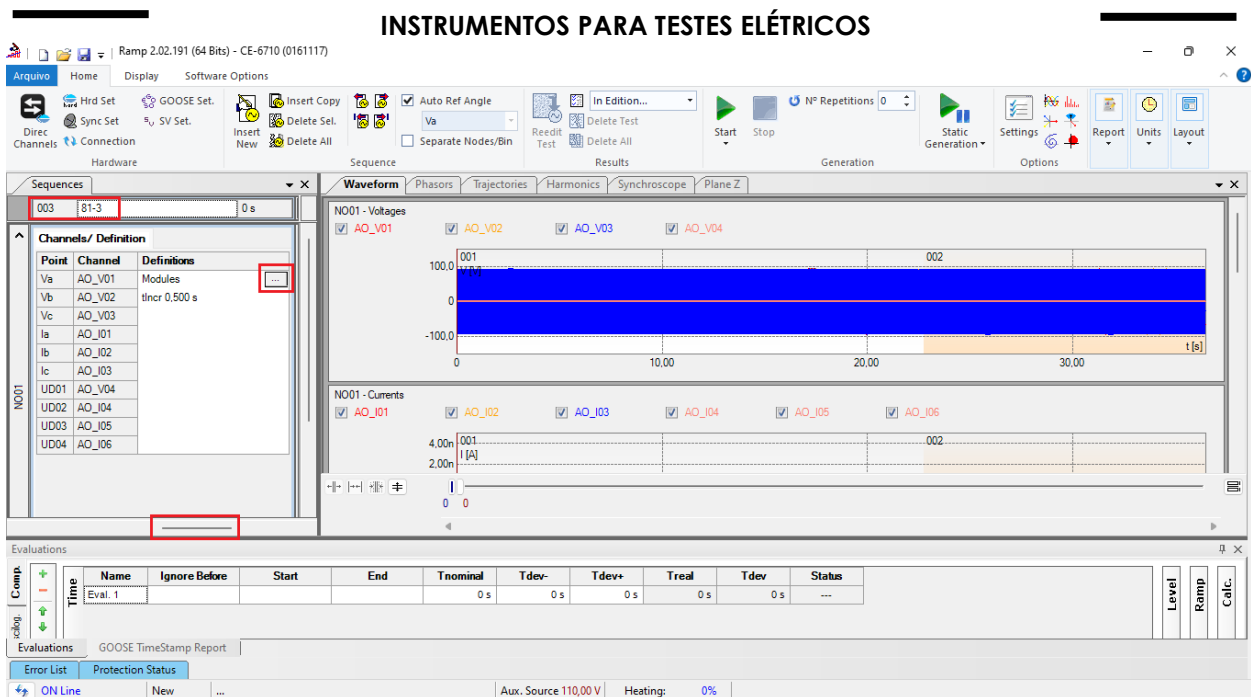 INSTRUMENTOS PARA TESTES ELÉTRICOS
Ramp 2.02.191 (64 Bits) - CE-6710 (0161117)
Arquivo Home Display Software Options
Direc Channels
Hrd Set
Sync Set
Connection
GOOSE Set.
SV Set.
Hardware
Insert New
Insert Copy
Delete Sel.
Delete All
Auto Ref Angle
Va
Separate Nodes/Bin
Sequence
Reedit Test
In Edition...
Delete Test
Delete All
Results
Start
Stop
Nº Repetitions 0
Static Generation
Generation
Settings
Options
Report
Units
Layout
Sequences
003 81-3 0 s
NO01
Channels/ Definition
Point Channel Definitions
Va AO_V01 Modules ...
Vb AO_V02 tIncr 0,500 s
Vc AO_V03
Ia AO_I01
Ib AO_I02
Ic AO_I03
UD01 AO_V04
UD02 AO_I04
UD03 AO_I05
UD04 AO_I06
Waveform Phasors Trajectories Harmonics Synchroscope Plane Z
NO01 - Voltages
AO_V01 AO_V02 AO_V03 AO_V04
001 002
100,0
0
-100,0
t [s]
0 10,00 20,00 30,00
NO01 - Currents
AO_I01 AO_I02 AO_I03 AO_I04 AO_I05 AO_I06
4,00n 001 002
I [A]
2,00n
0 0
Evaluations
Comp.
Time
Name Ignore Before Start End Tnominal Tdev- Tdev+ Treal Tdev Status
Eval. 1 0 s 0 s 0 s 0 s 0 s ---
Level
Ramp
Calc.
Evaluations GOOSE TimeStamp Report
Error List Protection Status
ON Line New ... Aux. Source 110,00 V Heating: 0%